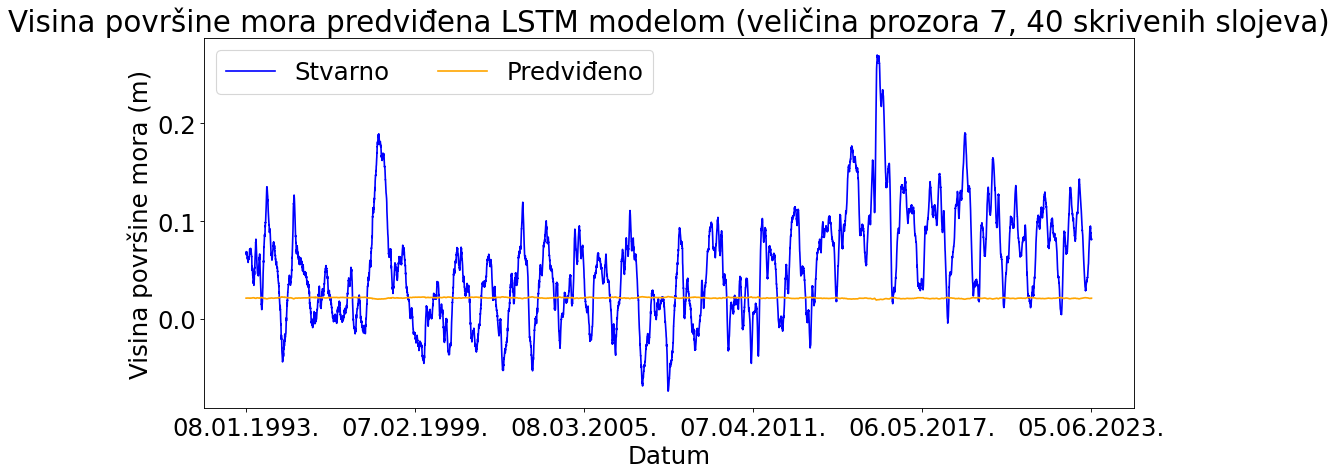 Visina površine mora predviđena LSTM modelom (veličina prozora 7, 40 skrivenih slojeva)
Stvarno
Predviđeno
Visina površine mora (m)
0.2
0.1
0.0
08.01.1993.
07.02.1999.
08.03.2005.
07.04.2011.
06.05.2017.
05.06.2023.
Datum